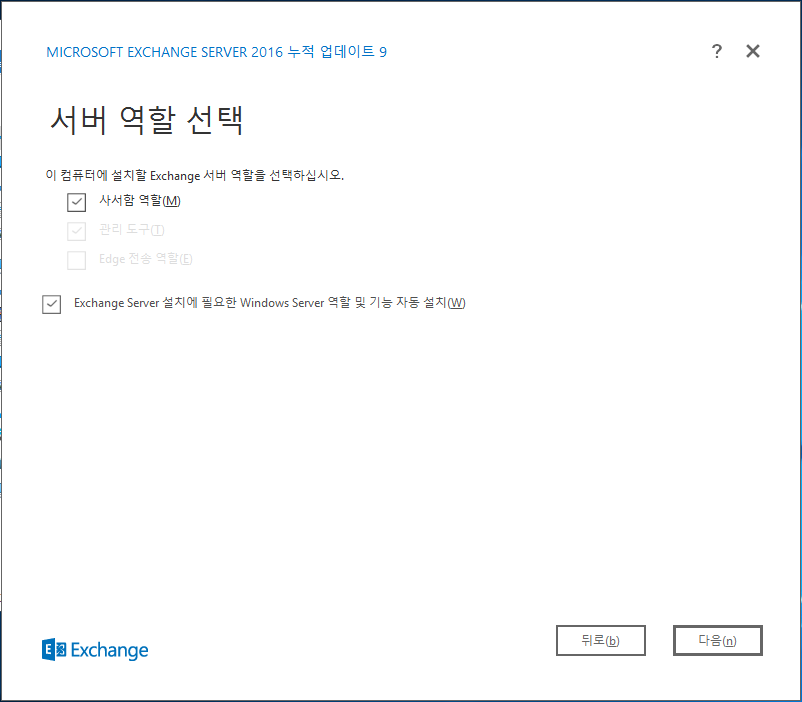 MICROSOFT EXCHANGE SERVER 2016 누적 업데이트 9
?
서버 역할 선택
이 컴퓨터에 설치할 Exchange 서버 역할을 선택하십시오.
사서함 역할(M)
관리 도구(T)
Edge 전송 역할(E)
Exchange Server 설치에 필요한 Windows Server 역할 및 기능 자동 설치(W)
뒤로(b) 다음(n)
Exchange